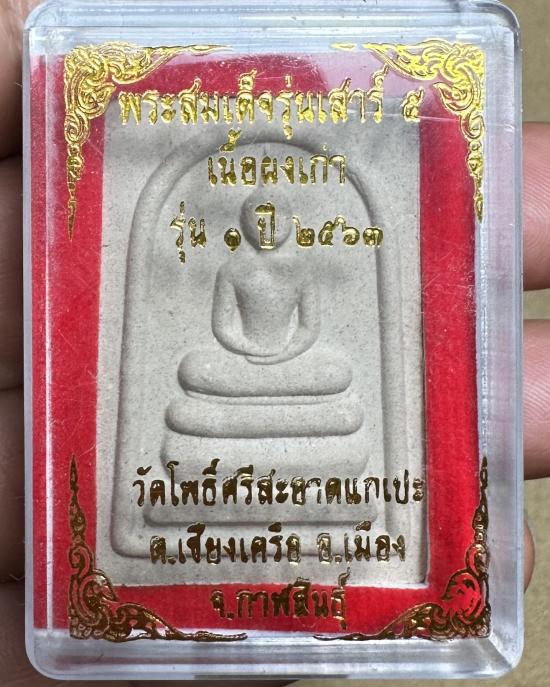 พระสมเด็จรุ่นเสาร์ ๕
เนื้อผงเก่า
รุ่น ๑ ปี ๒๕๖๓
วัดโพธิ์ศรีสะอาดแกเปะ
ต.เชียงเครือ อ.เมือง
จ.กาฬสินธุ์